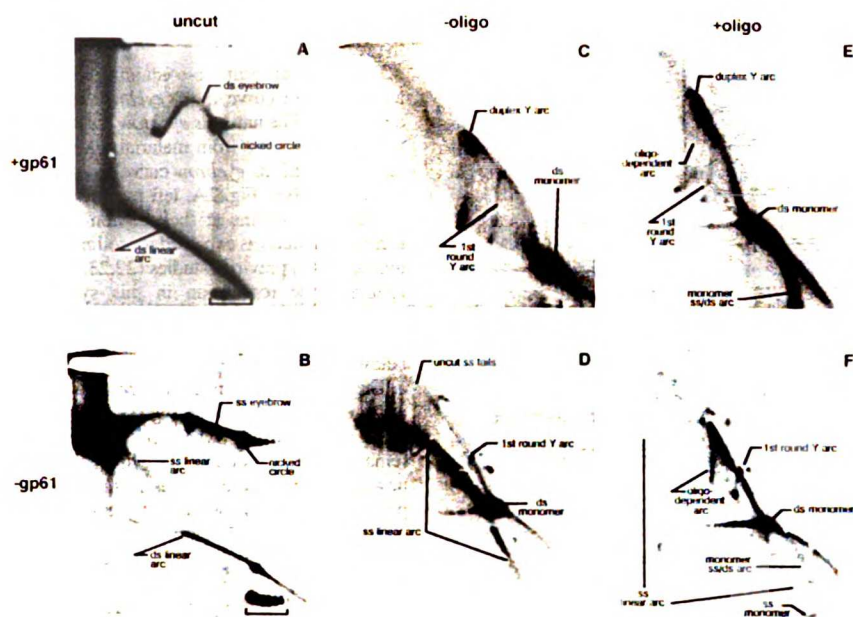 uncut
-oligo
+oligo
+gp61
-gp61
A
ds eyebrow
nicked circle
ds linear
arc
C
duplex Y arc
ds
monomer
1st
round
Y arc
E
duplex Y arc
oligo-
dependent
arc
1st
round
Y arc
ds monomer
monomer
ss/ds arc
B
ss eyebrow
nicked
circle
ss linear
arc
ds linear
arc
D
uncut ss tails
1st round Y arc
ds
monomer
ss linear arc
F
1st round Y arc
oligo-
dependent
arc
ds monomer
monomer
ss/ds arc
ss
linear arc
ss
monomer